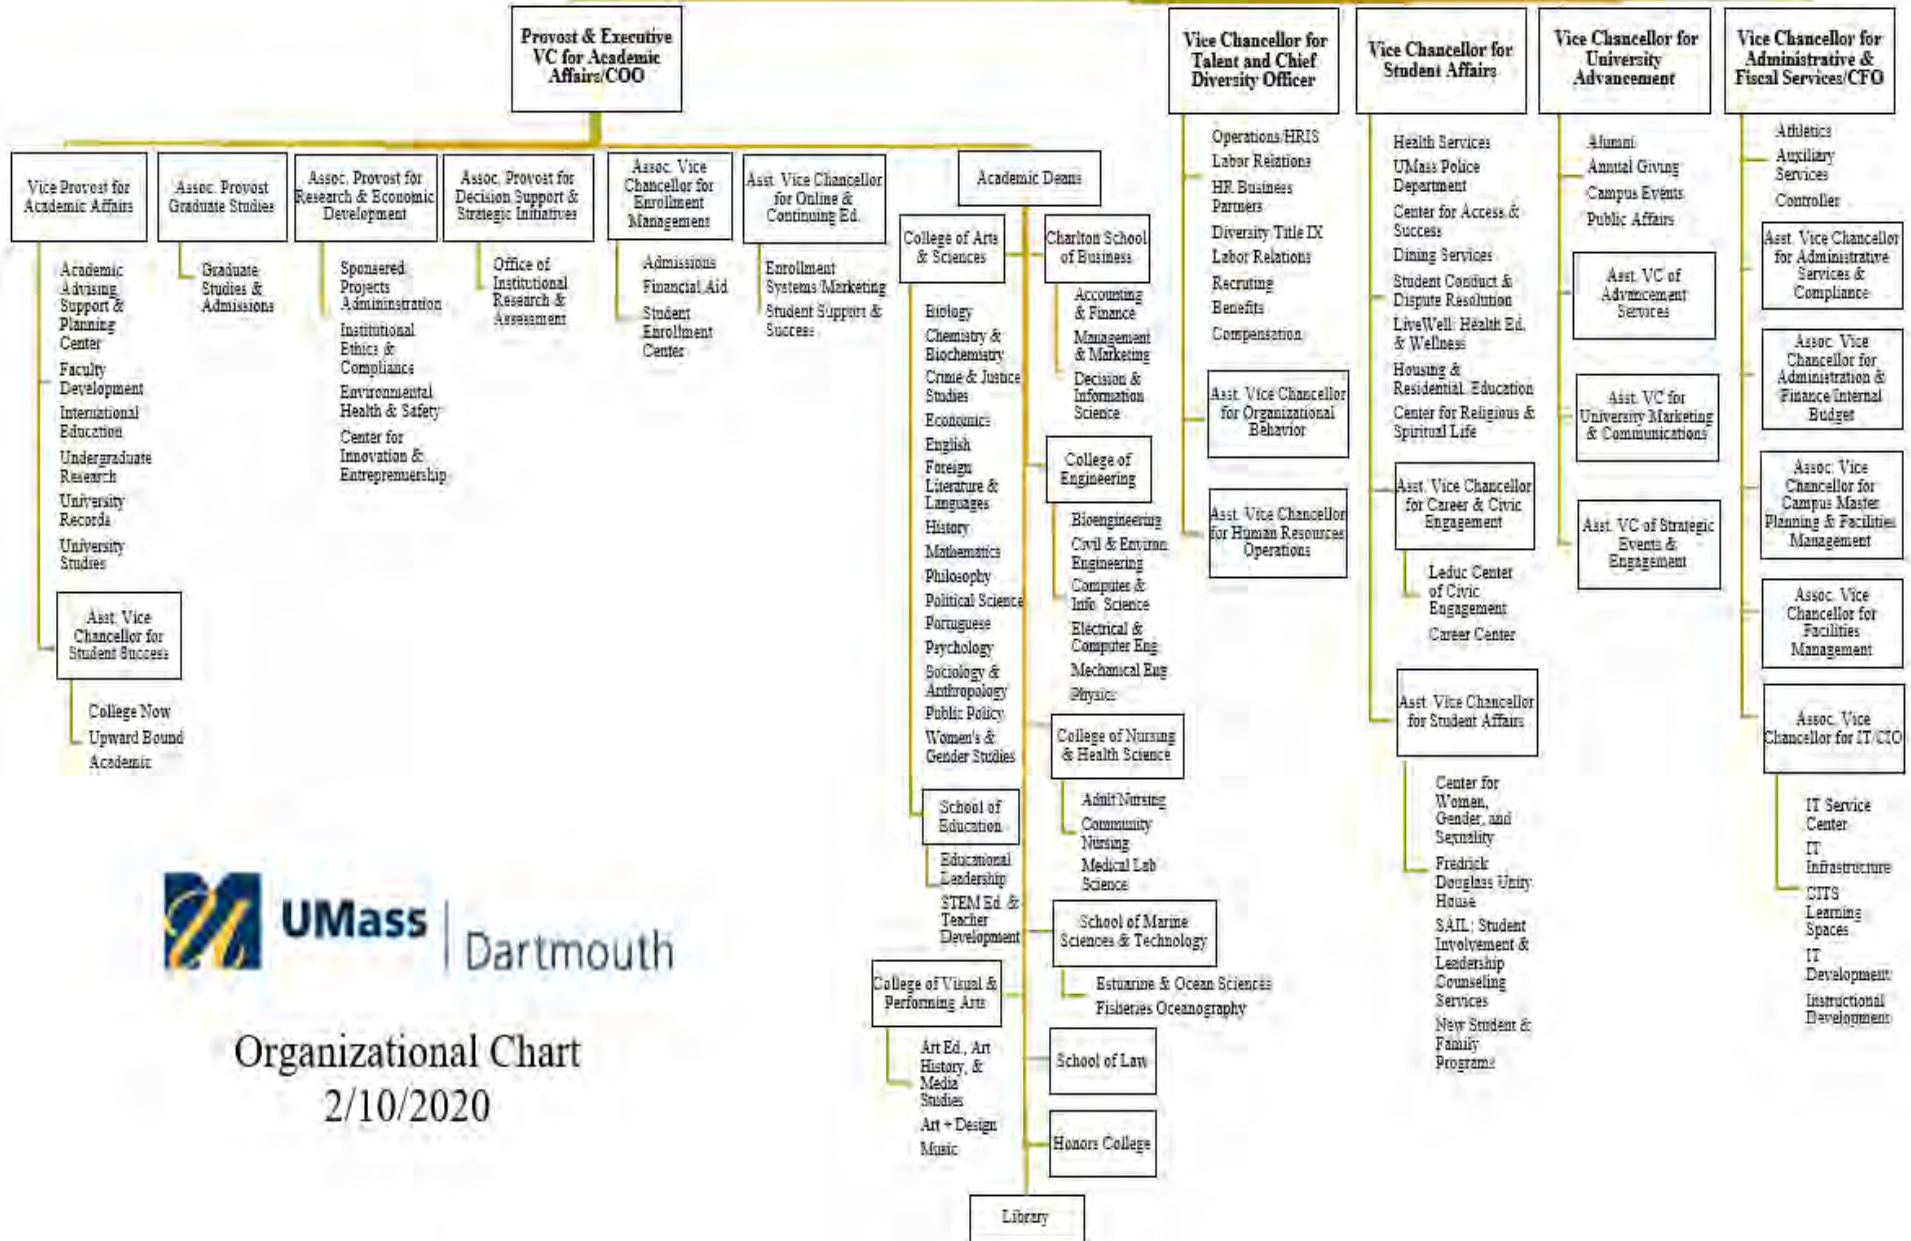 Provost & Executive
VC for Academic
Affairs/COO
Vice Chancellor for
Talent and Chief
Diversity Officer
Vice Chancellor for
Student Affairs
Vice Chancellor for
University
Advancement
Vice Chancellor for
Administrative &
Fiscal Services/CFO
Vice Provost for
Academic Affairs
Academic
Advising
Support &
Planning
Center
Faculty
Development
International
Education
Undergraduate
Research
University
Records
University
Studies
Asst. Vice
Chancellor for
Student Success
College Now
Upward Bound
Academic
Assoc. Provost
Graduate Studies
Graduate
Studies &
Admissions
Assoc. Provost for
Research & Economic
Development
Sponsered
Projects
Admininstration
Institutional
Ethics &
Compliance
Environmental
Health & Safety
Center for
Innovation &
Entreprenuership
Assoc. Provost for
Decision Support &
Strategic Initiatives
Office of
Institutional
Research &
Assessment
Assoc. Vice
Chancellor for
Enrollment
Management
Admissions
Financial Aid
Student
Enrollment
Center
Asst. Vice Chancellor
for Online &
Continuing Ed.
Enrollment
Systems/Marketing
Student Support &
Success
Academic Deans
College of Arts
& Sciences
Biology
Chemistry &
Biochemistry
Crime & Justice
Studies
Economics
English
Foreign
Literature &
Languages
History
Mathematics
Philosophy
Political Science
Portuguese
Psychology
Sociology &
Anthropology
Public Policy
Women's &
Gender Studies
School of
Education
Educational
Leadership
STEM Ed. &
Teacher
Development
College of Visual &
Performing Arts
Art Ed., Art
History, &
Media
Studies
Art + Design
Music
Charlton School
of Business
Accounting
& Finance
Management
& Marketing
Decision &
Information
Science
College of
Engineering
Bioengineering
Civil & Environ.
Engineering
Computer &
Info. Science
Electrical &
Computer Eng.
Mechanical Eng.
Physics
College of Nursing
& Health Science
Adult Nursing
Community
Nursing
Medical Lab
Science
School of Marine
Sciences & Technology
Estuarine & Ocean Sciences
Fisheries Oceanography
School of Law
Honors College
Library
Operations/HRIS
Labor Relations
HR Business
Partners
Diversity Title IX
Labor Relations
Recruting
Benefits
Compensation
Asst. Vice Chancellor
for Organizational
Behavior
Asst. Vice Chancellor
for Human Resources
Operations
Health Services
UMass Police
Department
Center for Access &
Success
Dining Services
Student Conduct &
Dispute Resolution
LiveWell: Health Ed.
& Wellness
Housing &
Residential Education
Center for Religious &
Spiritual Life
Asst. Vice Chancellor
for Career & Civic
Engagement
Leduc Center
of Civic
Engagement
Career Center
Asst. Vice Chancellor
for Student Affairs
Center for
Women,
Gender, and
Sexuality
Fredrick
Douglass Unity
House
SAIL: Student
Involvement &
Leadership
Counseling
Services
New Student &
Family
Programs
Alumni
Annual Giving
Campus Events
Public Affairs
Asst. VC of
Advancement
Services
Asst. VC for
University Marketing
& Communications
Asst. VC of Strategic
Events &
Engagement
Athletics
Auxiliary
Services
Controller
Asst. Vice Chancellor
for Administrative
Services &
Compliance
Assoc. Vice
Chancellor for
Administration &
Finance/Internal
Budget
Assoc. Vice
Chancellor for
Campus Master
Planning & Facilities
Management
Assoc. Vice
Chancellor for
Facilities
Management
Assoc. Vice
Chancellor for IT/CIO
IT Service
Center
IT
Infrastructure
CITS
Learning
Spaces
IT
Development
Instructional
Development
UMass
Dartmouth
Organizational Chart
2/10/2020